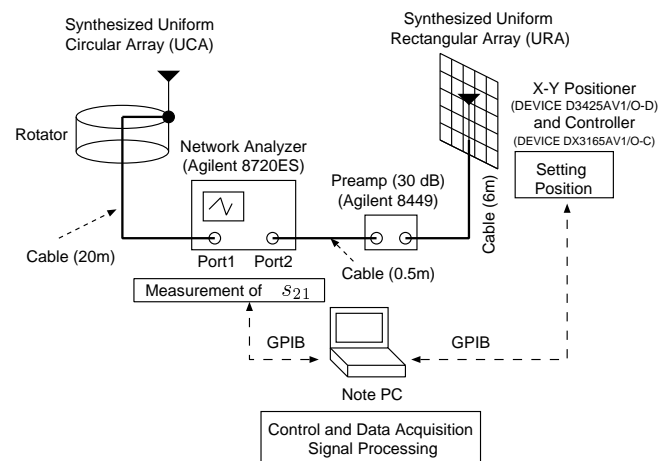 Synthesized Uniform
Circular Array (UCA)
Synthesized Uniform
Rectangular Array (URA)
X-Y Positioner
(DEVICE D3425AV1/O-D)
and Controller
(DEVICE DX3165AV1/O-C)
Setting
Position
Rotator
Network Analyzer
(Agilent 8720ES)
Preamp (30 dB)
(Agilent 8449)
Cable (6m)
Cable (20m)
Port1
Port2
Cable (0.5m)
Measurement of s21
GPIB
GPIB
Note PC
Control and Data Acquisition
Signal Processing